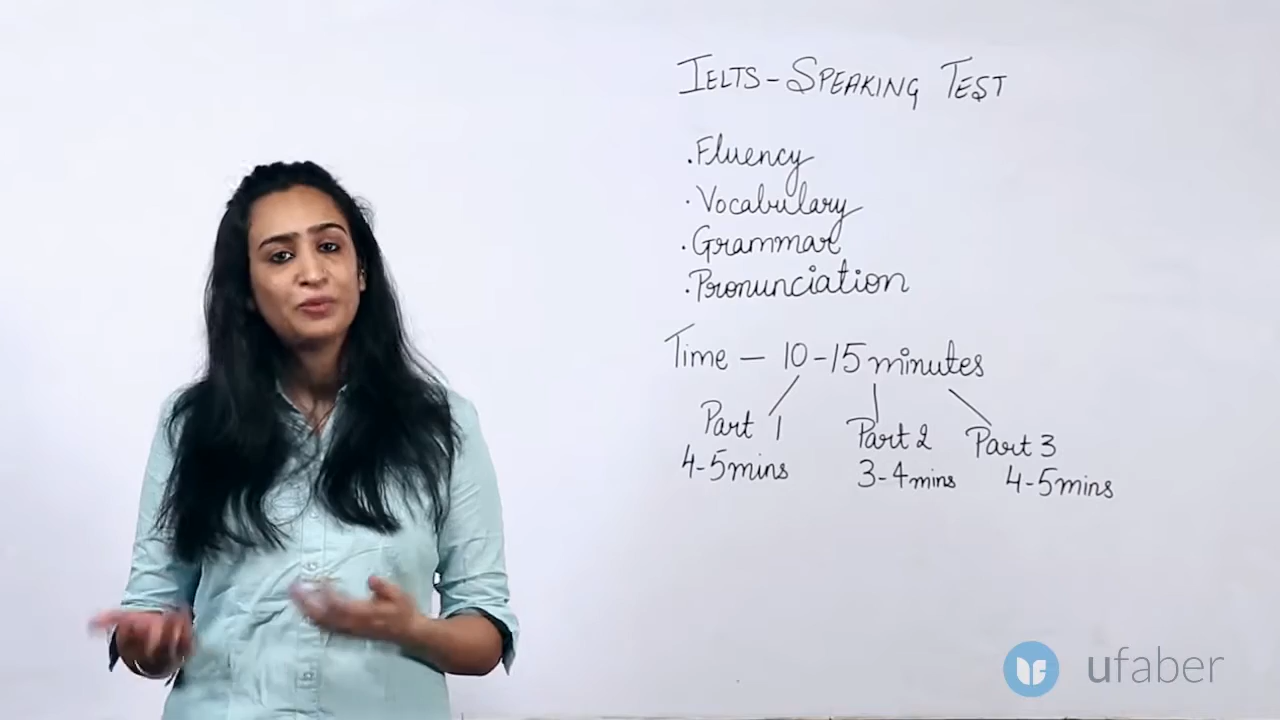 IELTS - SPEAKING TEST
. Fluency
. Vocabulary
. Grammar
. Pronunciation
Time — 10-15 minutes
Part 1 Part 2 Part 3
4-5mins 3-4mins 4-5mins
ufaber